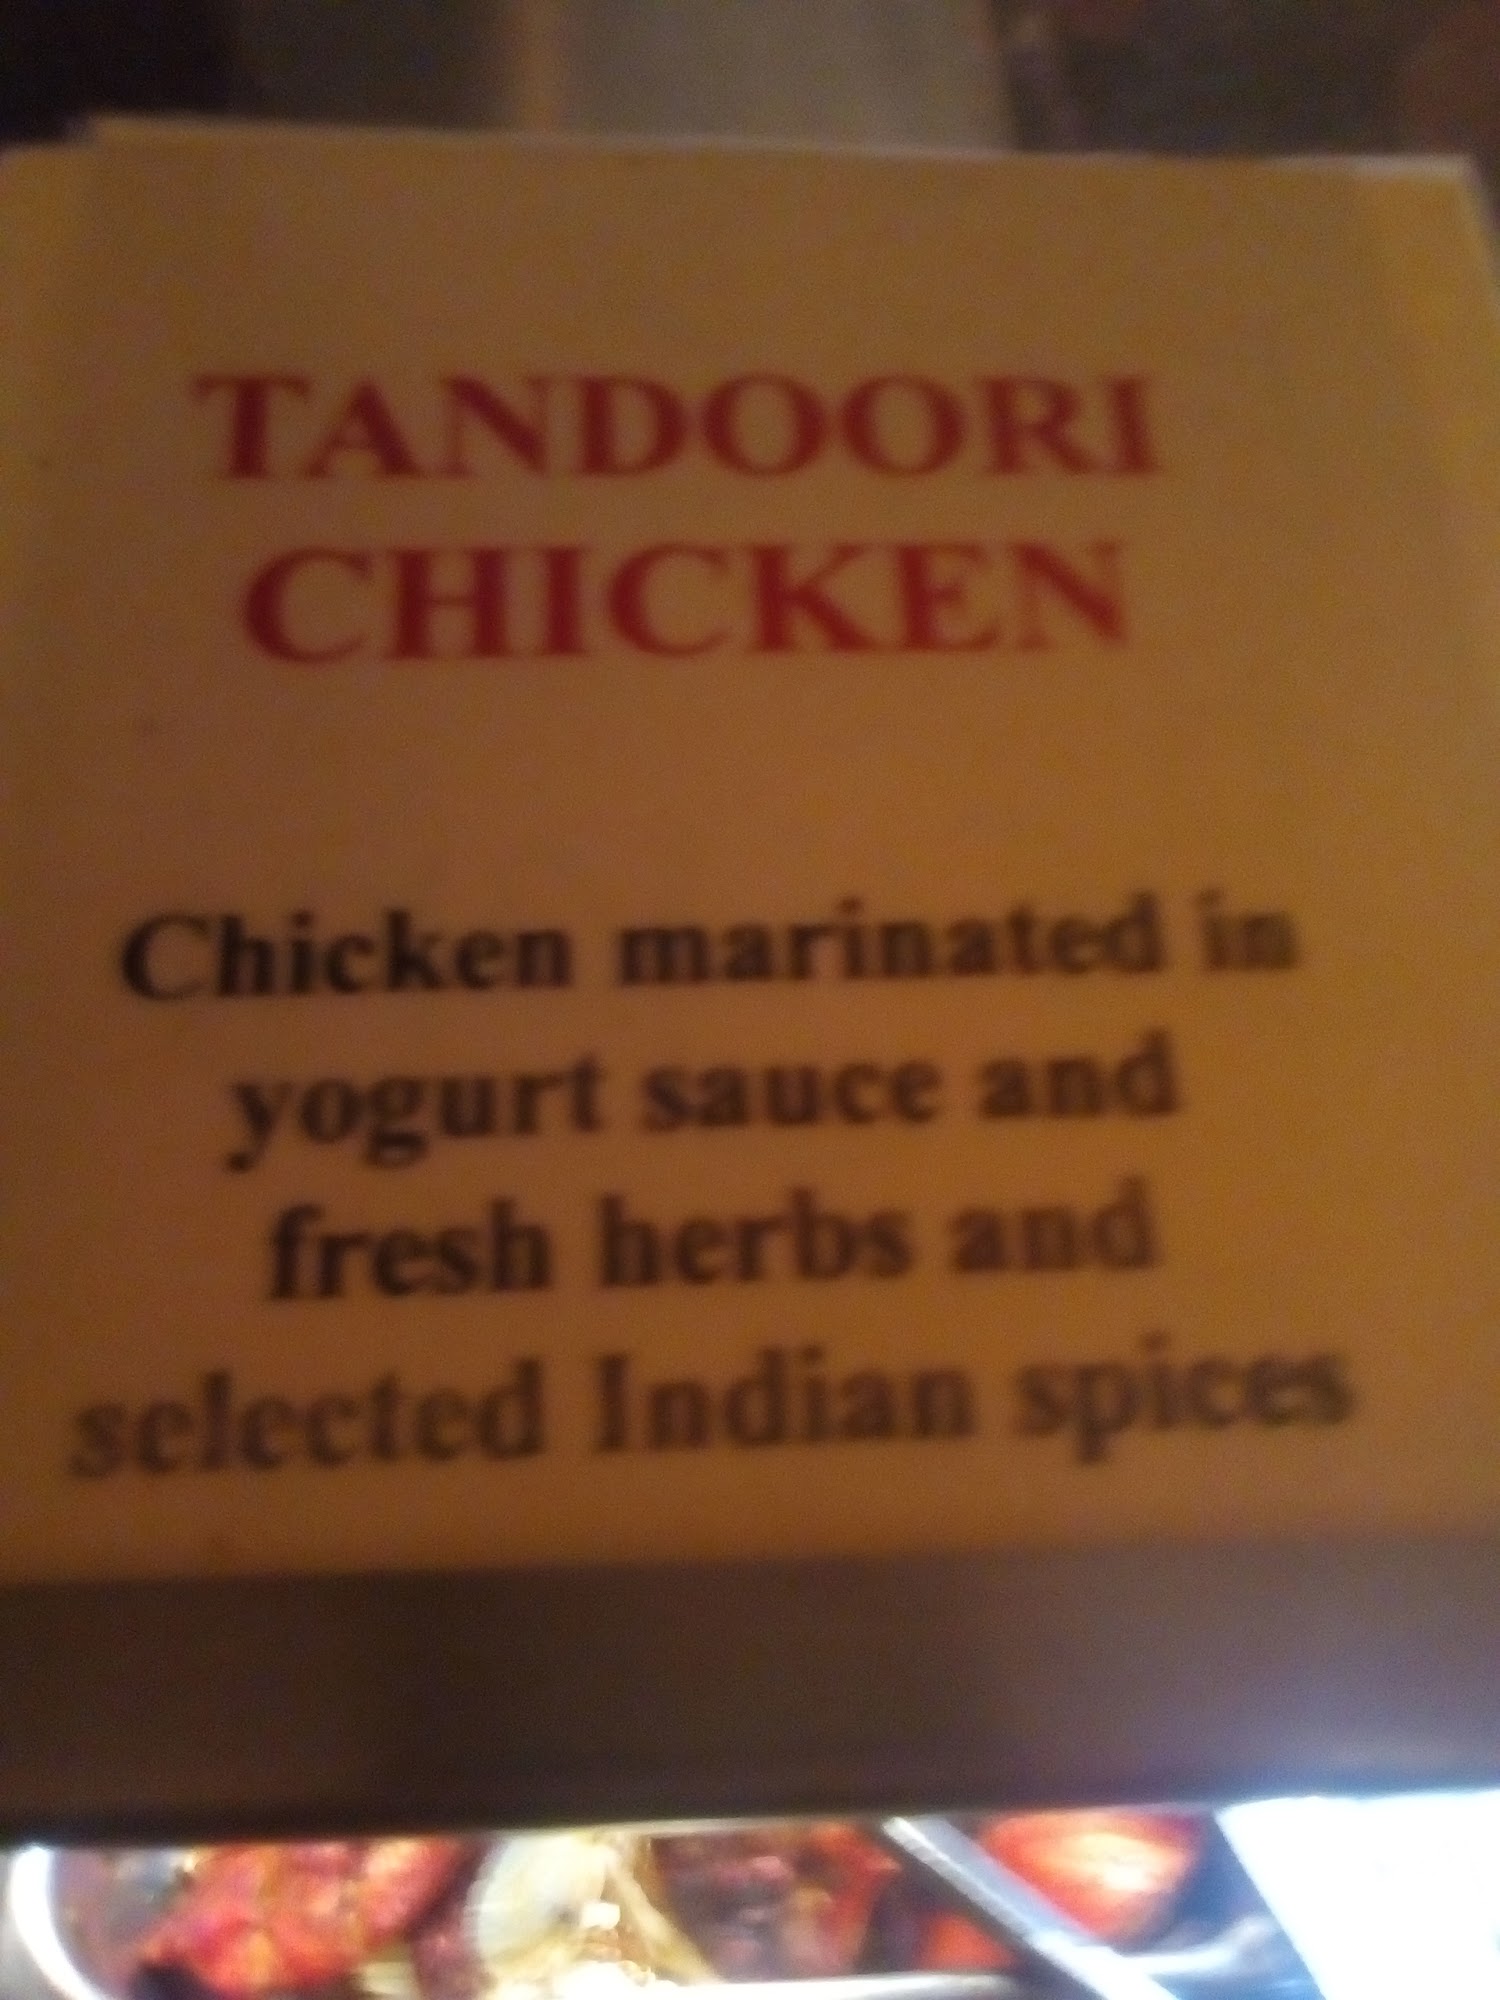 TANDOORI
CHICKEN
Chicken marinated in
yogurt sauce and
fresh herbs and
selected Indian spices